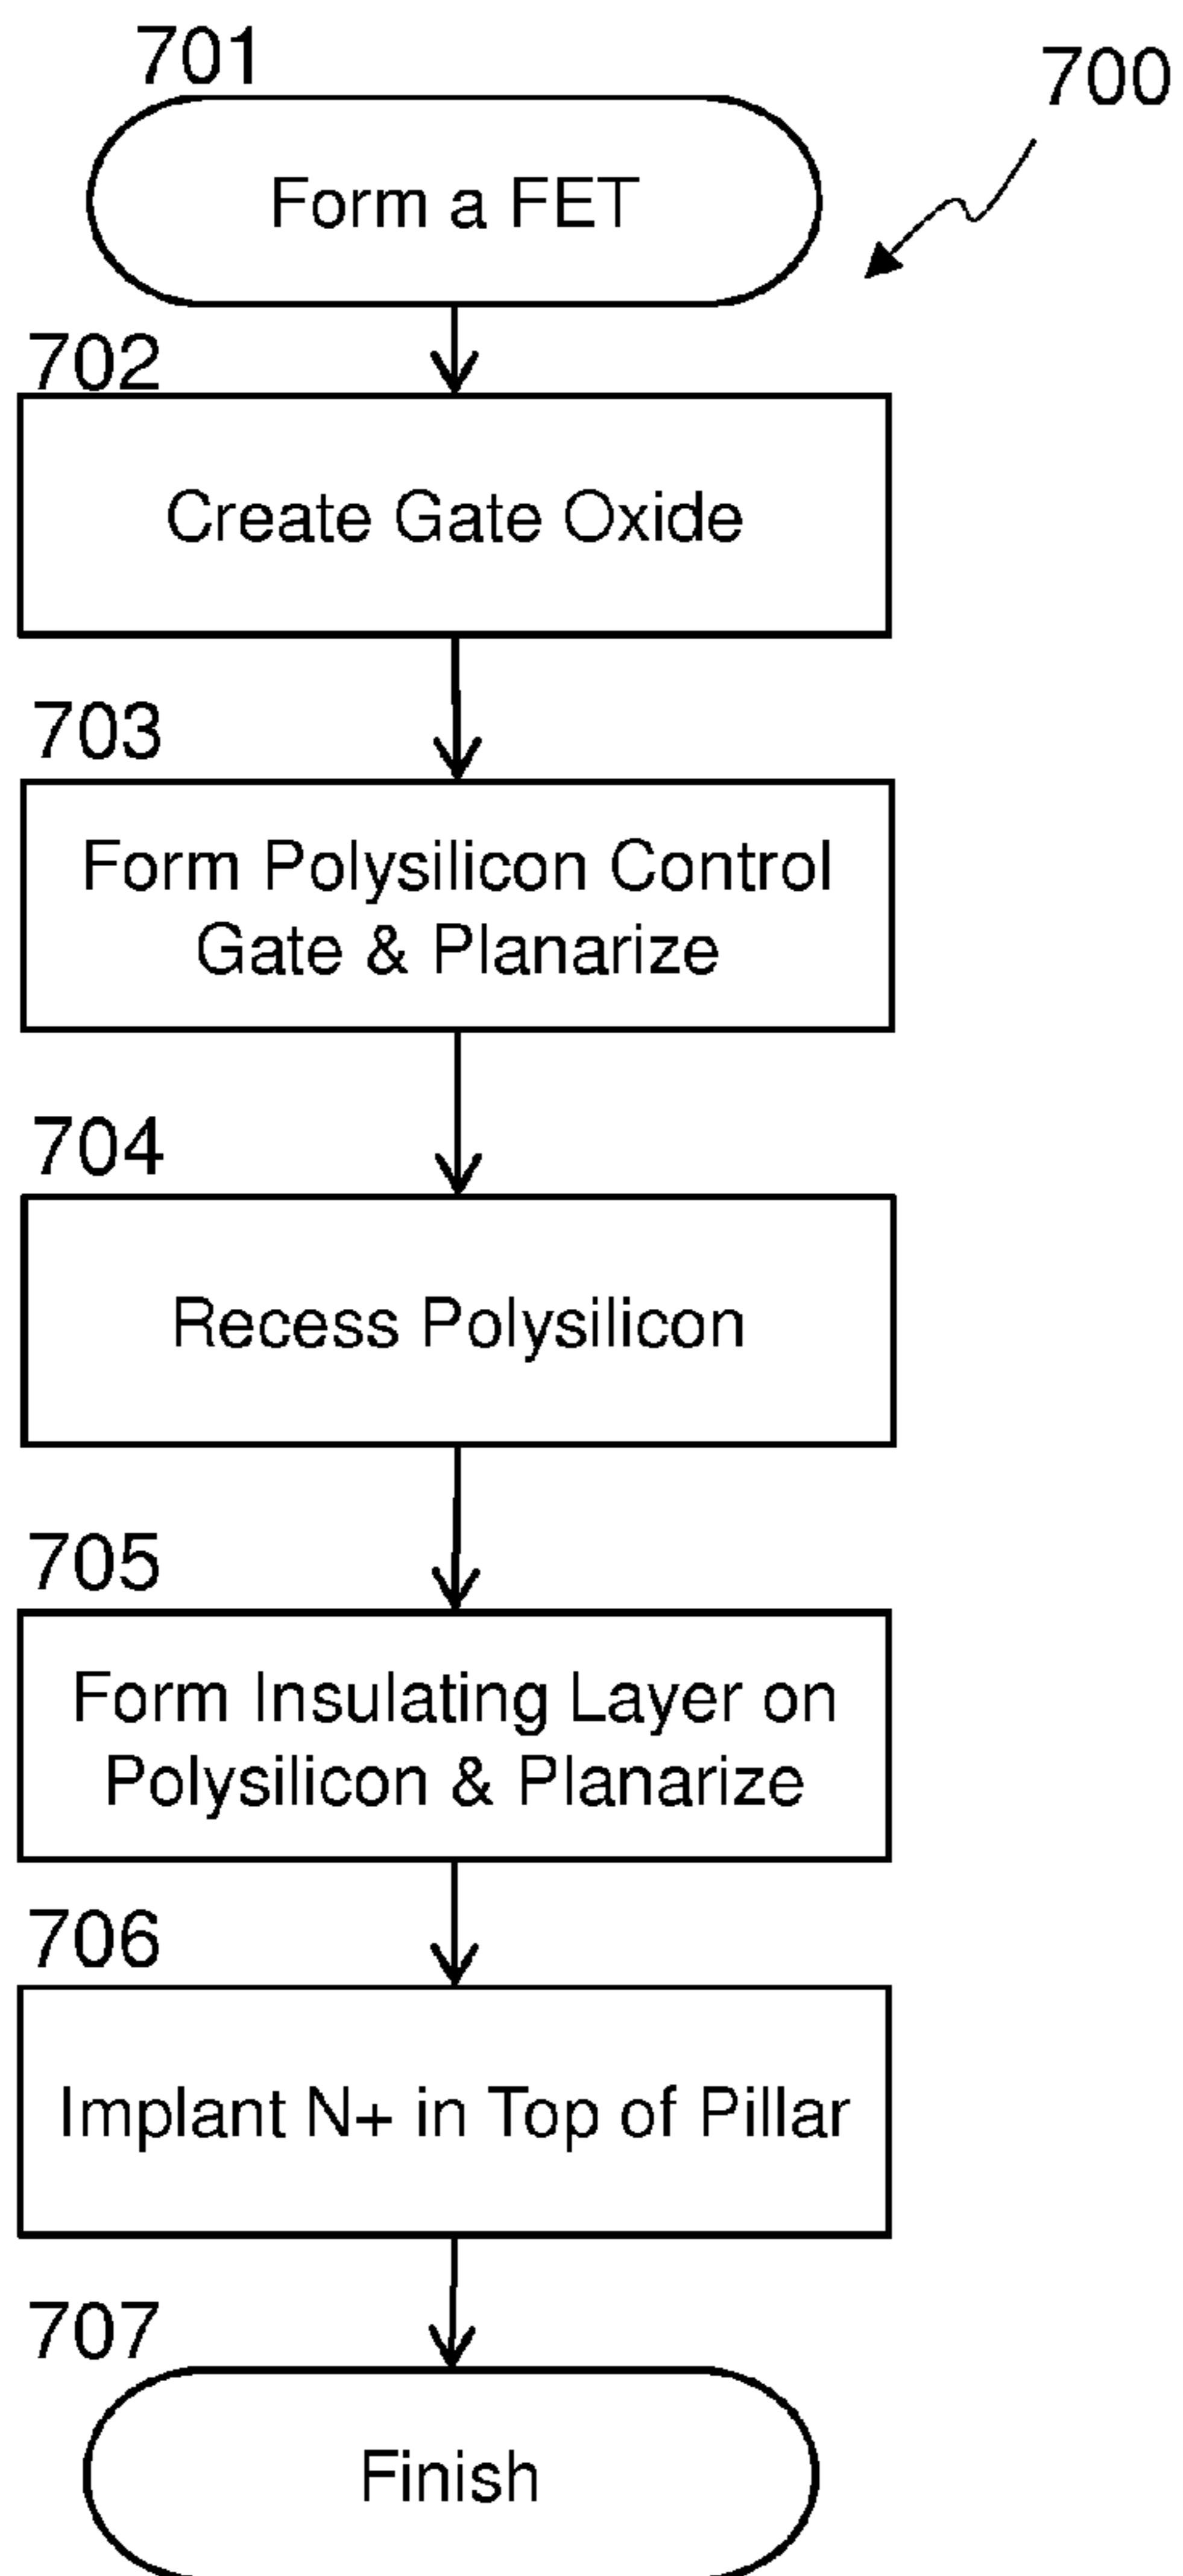 701
700
Form a FET
702
Create Gate Oxide
703
Form Polysilicon Control
Gate & Planarize
704
Recess Polysilicon
705
Form Insulating Layer on
Polysilicon & Planarize
706
Implant N+ in Top of Pillar
707
Finish